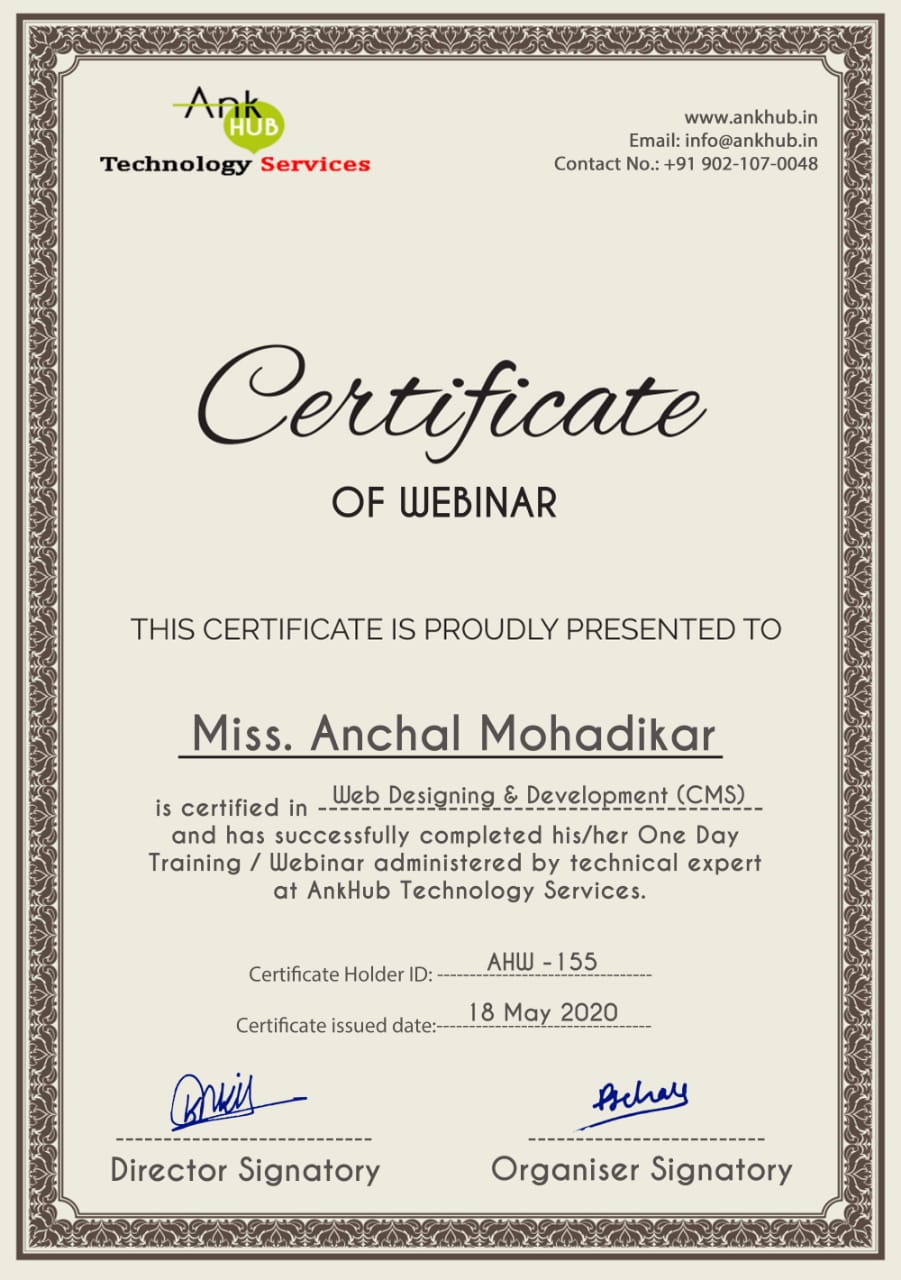 Ank
HUB
Technology Services
www.ankhub.in
Email: info@ankhub.in
Contact No.: +91 902-107-0048
Certificate
OF WEBINAR
THIS CERTIFICATE IS PROUDLY PRESENTED TO
Miss. Anchal Mohadikar
is certified in Web Designing & Development (CMS)
and has successfully completed his/her One Day
Training / Webinar administered by technical expert
at AnkHub Technology Services.
Certificate Holder ID: AHW -155
Certificate issued date: 18 May 2020
Director Signatory
Organiser Signatory